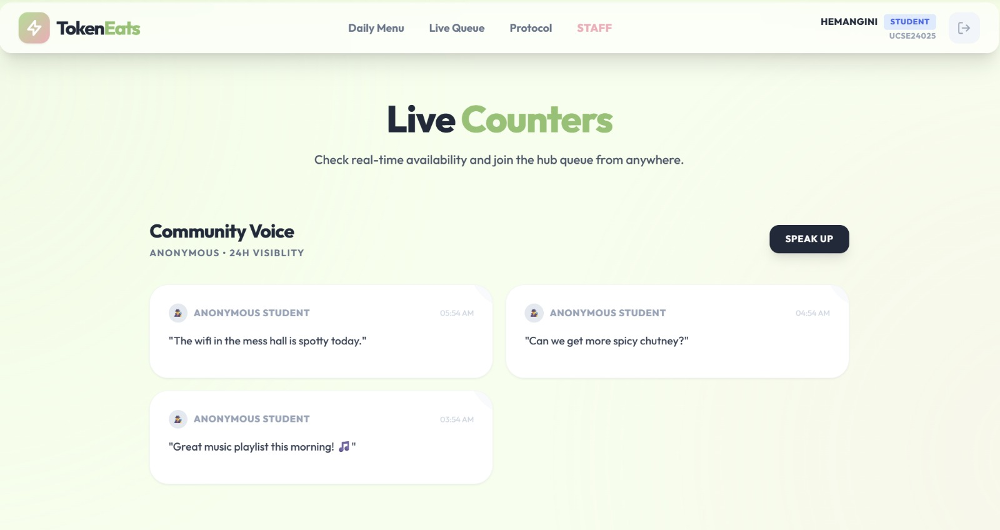 TokenEats
Daily Menu
Live Queue
Protocol
STAFF
HEMANGINI
STUDENT
UCSE24025
Live Counters
Check real-time availability and join the hub queue from anywhere.
Community Voice
ANONYMOUS • 24H VISIBLITY
SPEAK UP
ANONYMOUS STUDENT
05:54 AM
"The wifi in the mess hall is spotty today."
ANONYMOUS STUDENT
04:54 AM
"Can we get more spicy chutney?"
ANONYMOUS STUDENT
03:54 AM
"Great music playlist this morning! 🎵"